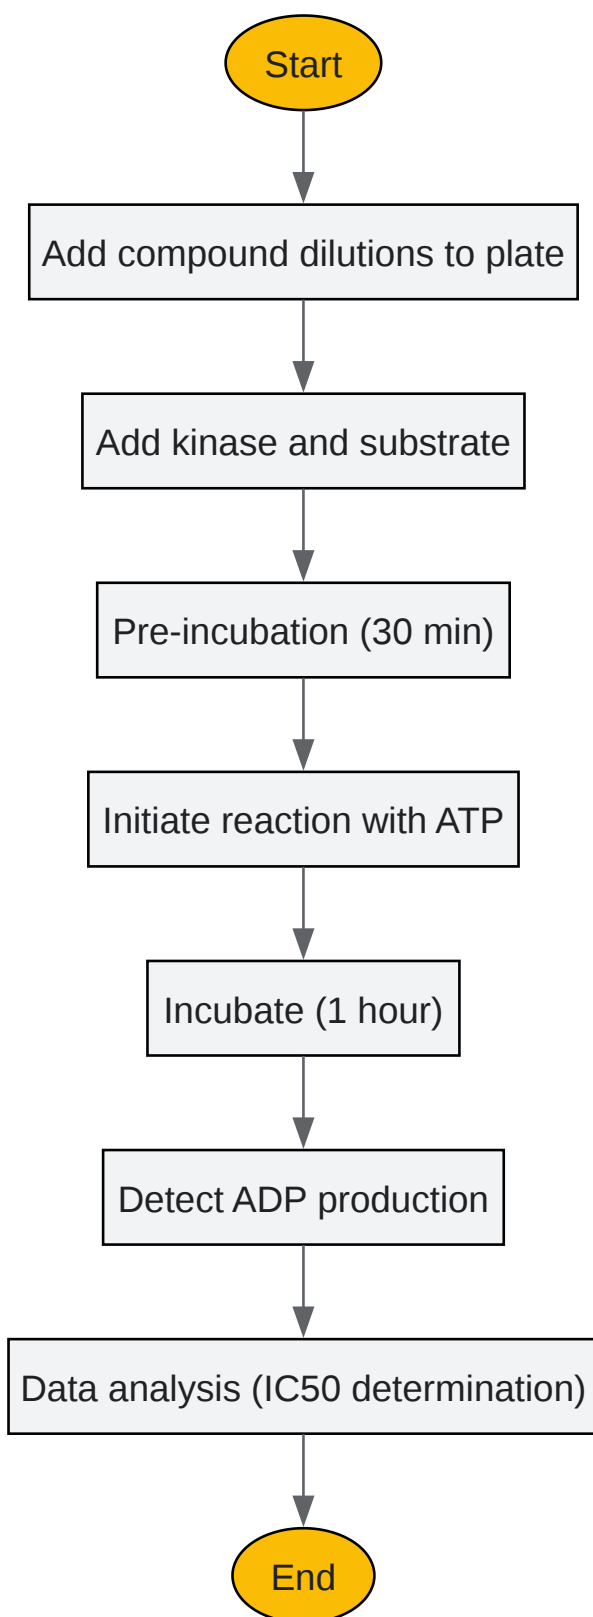 Start
Add compound dilutions to plate
Add kinase and substrate
Pre-incubation (30 min)
Initiate reaction with ATP
Incubate (1 hour)
Detect ADP production
Data analysis (IC50 determination)
End